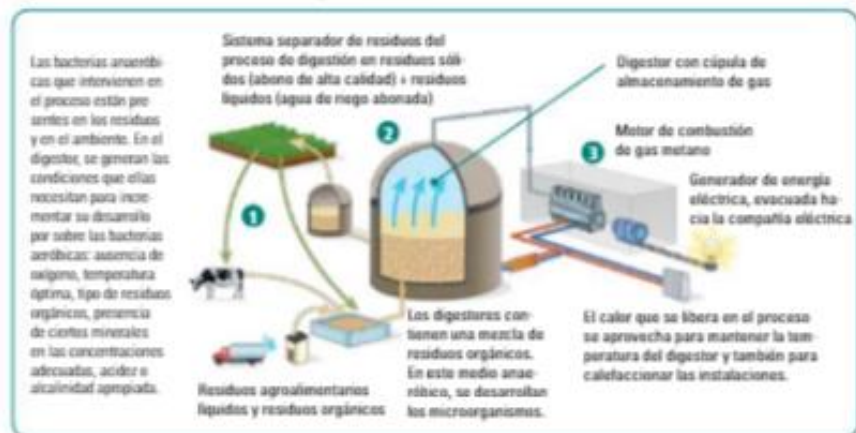 Las bacterias anaeróbi-
cas que intervienen en
el proceso están pre
sentes en los residuos
y en el ambiente. En el
digestor, se generan las
condiciones que ellas
necesitan para incre-
mentar su desarrollo
por sobre las bacterias
aeróbicas: ausencia de
oxígeno, temperatura
óptima, tipo de residuos
orgánicos, presencia
de ciertos minerales
en las concentraciones
adecuadas, acidez o
alcalinidad apropiada.
Sistema separador de residuos del
proceso de digestión en residuos sóli-
dos (abono de alta calidad) + residuos
líquidos (agua de riego abonada)
Digestor con cúpula de
almacenamiento de gas
2
3
Motor de combustión
de gas metano
Generador de energía
eléctrica, evacuada ha-
cia la compañía eléctrica
1
Residuos agroalimentarios
líquidos y residuos orgánicos
Los digestores con-
tienen una mezcla de
residuos orgánicos.
En este medio anae-
róbico, se desarrollan
los microorganismos.
El calor que se libera en el proceso
se aprovecha para mantener la tem-
peratura del digestor y también para
calefaccionar las instalaciones.